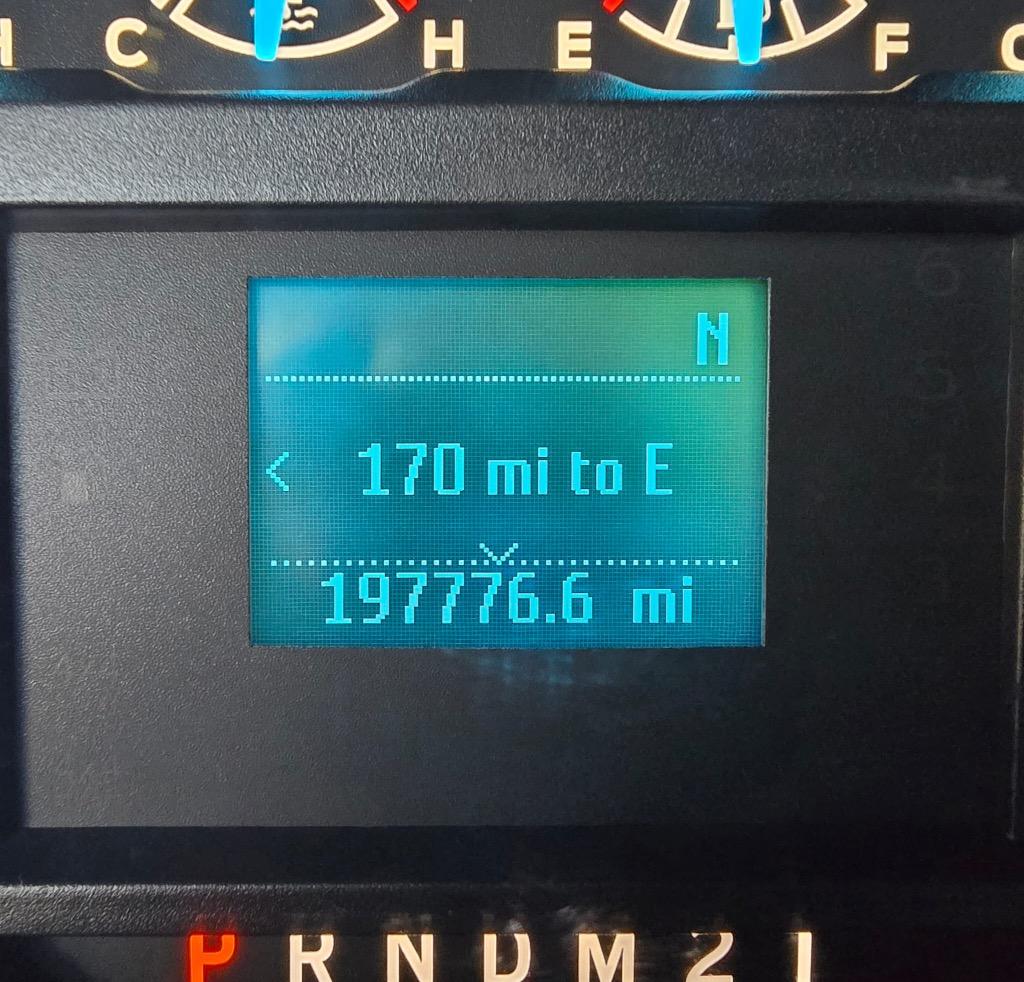 H C H E F C
N
< 170 mi to E
197776.6 mi
P R N D M 2 1